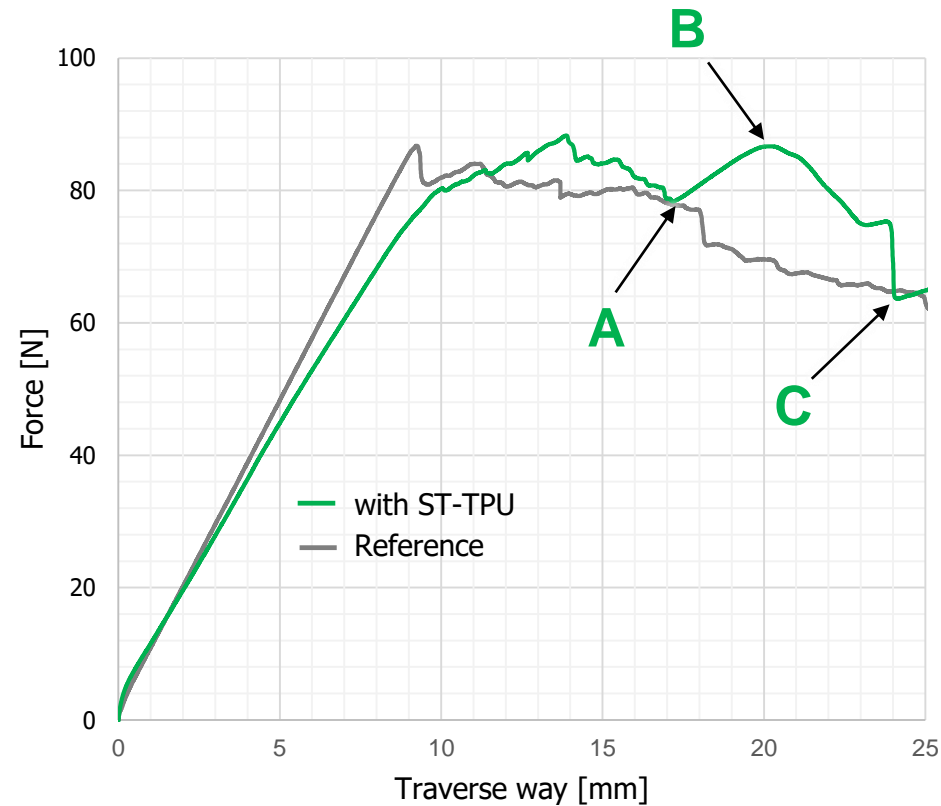 B
100
80
A
60
C
Force [N]
40
with ST-TPU
Reference
20
0
0 5 10 15 20 25
Traverse way [mm]